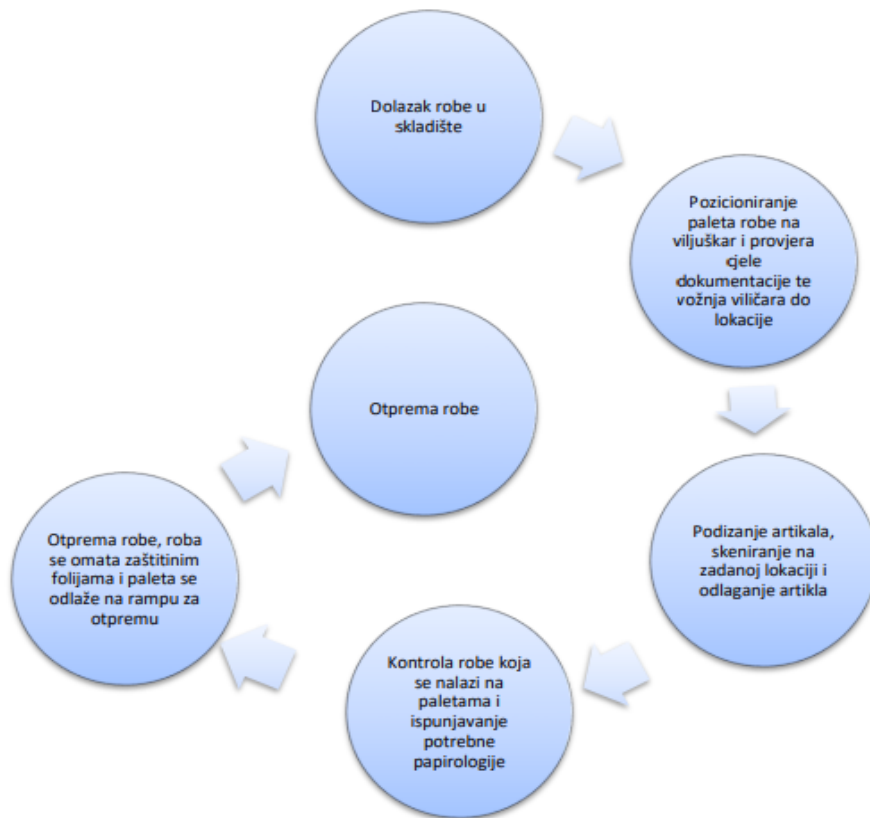 Dolazak robe u
skladište
Pozicioniranje
paleta robe na
viljuškar i provjera
cjele
dokumentacije te
vožnja viličara do
lokacije
Podizanje artikala,
skeniranje na
zadanoj lokaciji i
odlaganje artikla
Kontrola robe koja
se nalazi na
paletama i
ispunjavanje
potrebne
papirologije
Otprema robe, roba
se omata zaštitinim
folijama i paleta se
odlaže na rampu za
otpremu
Otprema robe